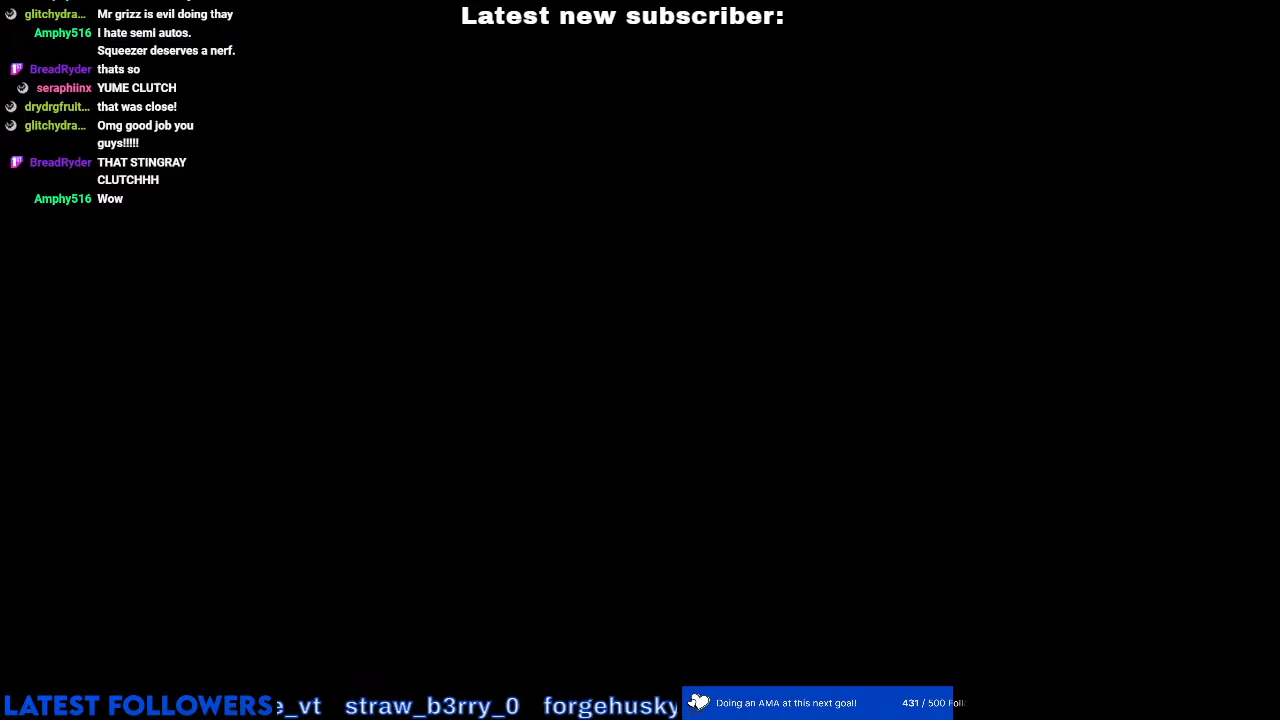 glitchydra... Mr grizz is evil doing thay
Amphy516 I hate semi autos.
Squeezer deserves a nerf.
BreadRyder thats so
seraphiinx YUME CLUTCH
drydrgfruit... that was close!
glitchydra... Omg good job you
guys!!!!!
BreadRyder THAT STINGRAY
CLUTCHHH
Amphy516 Wow
Latest new subscriber:
LATEST FOLLOWERS e_vt straw_b3rry_0 forgehusky
Doing an AMA at this next goal! 431 / 500 Foll